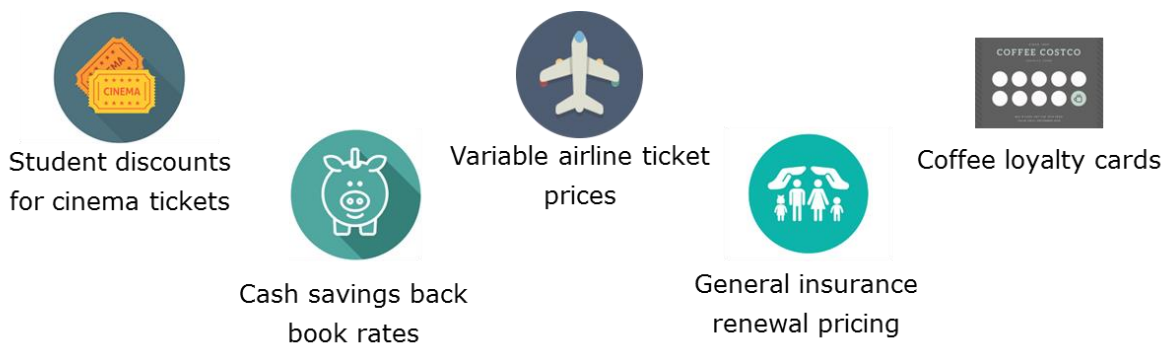 CINEMA
Student discounts
for cinema tickets
Cash savings back
book rates
Variable airline ticket
prices
General insurance
renewal pricing
COFFEE COSTCO
Coffee loyalty cards